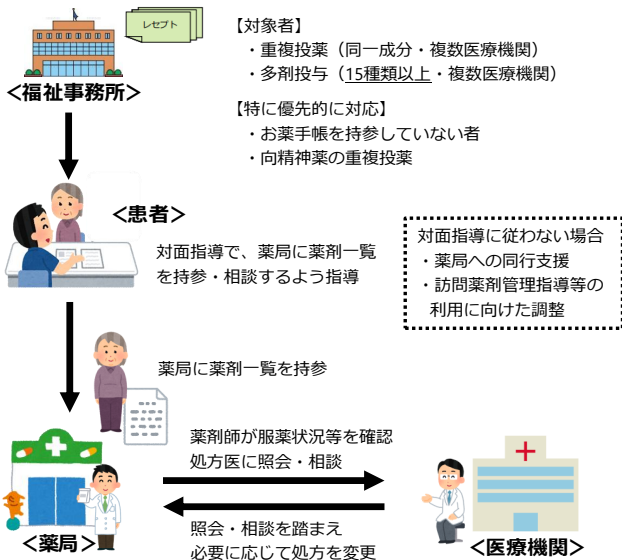 レセプト
<福祉事務所>
【対象者】
・重複投薬（同一成分・複数医療機関）
・多剤投与（15種類以上・複数医療機関）
【特に優先的に対応】
・お薬手帳を持参していない者
・向精神薬の重複投薬
<患者>
対面指導で、薬局に薬剤一覧
を持参・相談するよう指導
対面指導に従わない場合
・薬局への同行支援
・訪問薬剤管理指導等の
利用に向けた調整
薬局に薬剤一覧を持参
薬剤師が服薬状況等を確認
処方医に照会・相談
照会・相談を踏まえ
必要に応じて処方を変更
<薬局>
<医療機関>